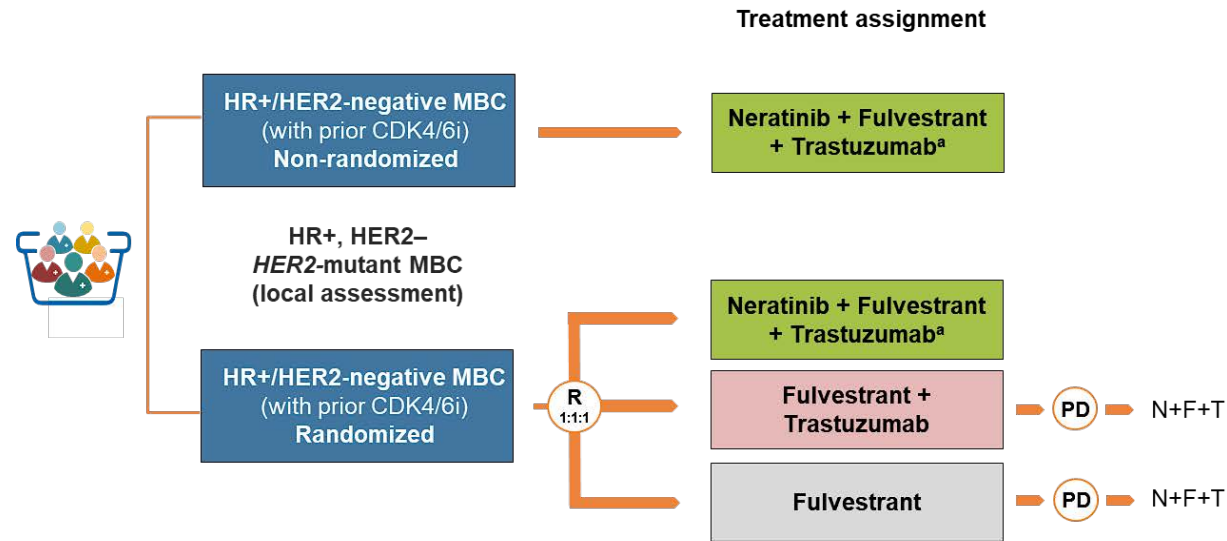 Treatment assignment
HR+/HER2-negative MBC
(with prior CDK4/6i)
Non-randomized
Neratinib + Fulvestrant
+ Trastuzumabᵃ
HR+, HER2–
HER2-mutant MBC
(local assessment)
HR+/HER2-negative MBC
(with prior CDK4/6i)
Randomized
R
1:1:1
Neratinib + Fulvestrant
+ Trastuzumabᵃ
Fulvestrant +
Trastuzumab
PD
N+F+T
Fulvestrant
PD
N+F+T